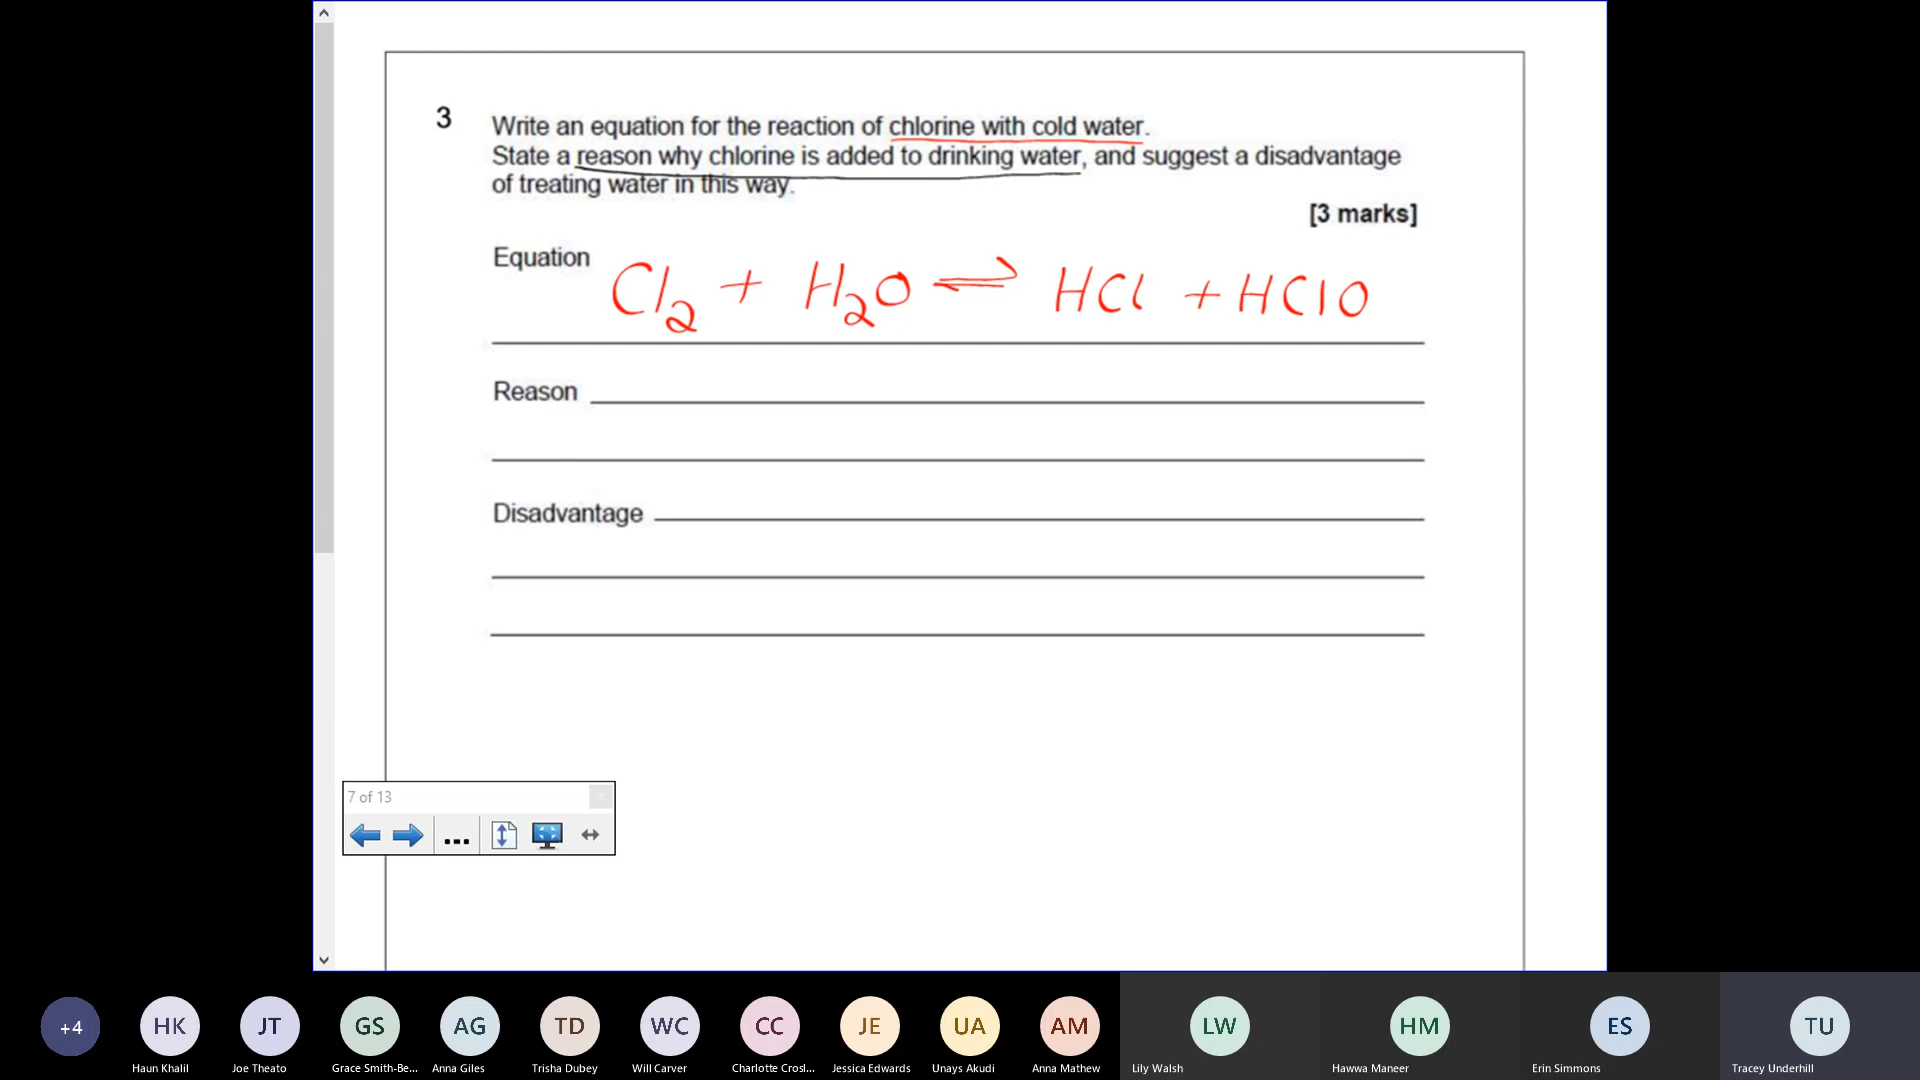 3
Write an equation for the reaction of chlorine with cold water.
State a reason why chlorine is added to drinking water, and suggest a disadvantage
of treating water in this way.
[3 marks]
Equation
Cl2 + H2O ⇌ HCl + HClO
Reason
Disadvantage
7 of 13
...
+4 HK JT GS AG TD WC CC JE UA AM LW HM ES TU
Haun Khalil Joe Theato Grace Smith-Be... Anna Giles Trisha Dubey Will Carver Charlotte Crosl... Jessica Edwards Unays Akudi Anna Mathew Lily Walsh Hawwa Maneer Erin Simmons Tracey Underhill